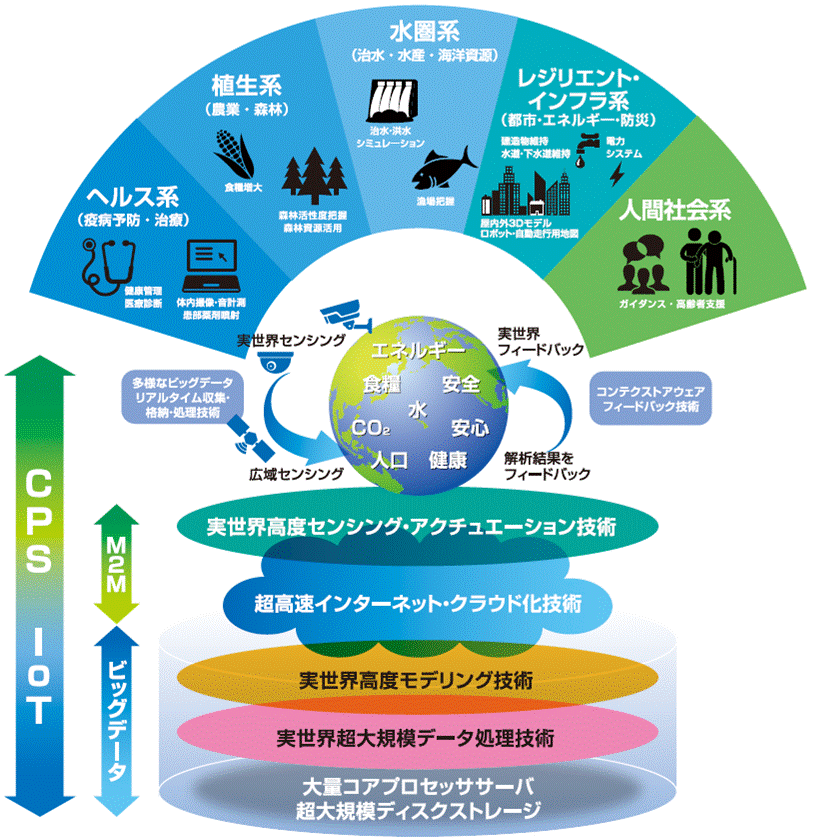 水圏系
（治水・水産・海洋資源）
治水・洪水
シミュレーション
漁場把握
植生系
（農業・森林）
食糧増大
森林活性度把握
森林資源活用
レジリエント・
インフラ系
（都市・エネルギー・防災）
建造物維持
水道・下水道維持
電力
システム
屋内外3Dモデル
ロボット・自動走行用地図
ヘルス系
（疫病予防・治療）
健康管理
医療診断
体内撮像・音計測
患部薬剤噴射
人間社会系
ガイダンス・高齢者支援
実世界センシング
実世界
フィードバック
エネルギー
食糧
安全
水
CO₂
安心
人口
健康
多様なビッグデータ
リアルタイム収集・
格納・処理技術
コンテクストアウェア
フィードバック技術
広域センシング
解析結果を
フィードバック
CPS IoT
M2M
ビッグデータ
実世界高度センシング・アクチュエーション技術
超高速インターネット・クラウド化技術
実世界高度モデリング技術
実世界超大規模データ処理技術
大量コアプロセッササーバ
超大規模ディスクストレージ